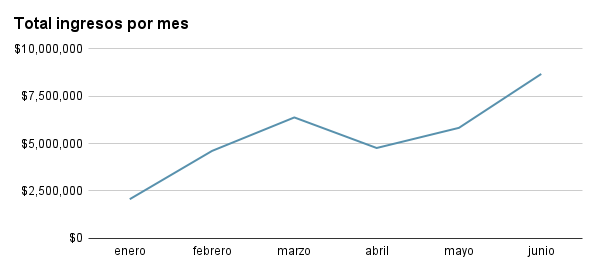 Total ingresos por mes
$10,000,000
$7,500,000
$5,000,000
$2,500,000
$0
enero febrero marzo abril mayo junio